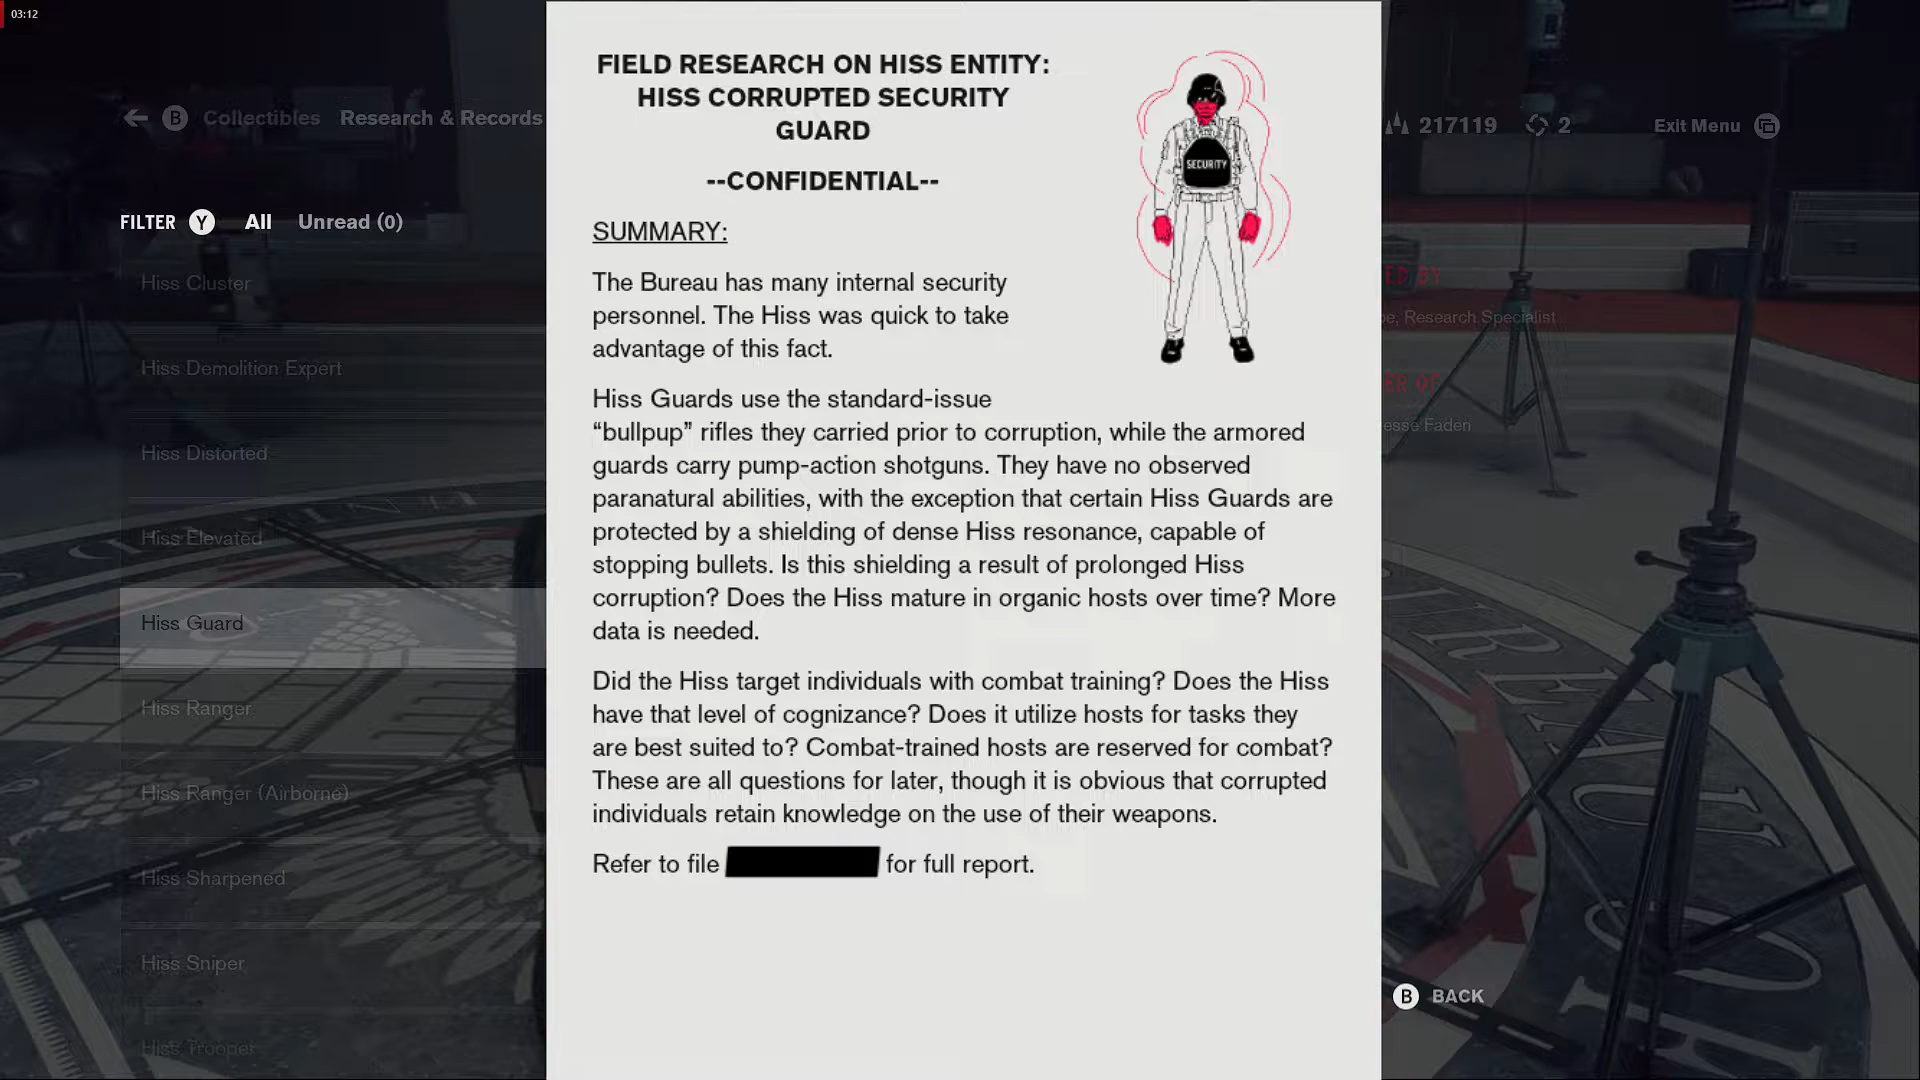 03:12
B Collectibles Research & Records
217119 2 Exit Menu
FILTER Y All Unread (0)
Hiss Cluster
Hiss Demolition Expert
Hiss Distorted
Hiss Elevated
Hiss Guard
Hiss Ranger
Hiss Ranger (Airborne)
Hiss Sharpened
Hiss Sniper
Hiss Trooper
FIELD RESEARCH ON HISS ENTITY:
HISS CORRUPTED SECURITY
GUARD
--CONFIDENTIAL--
SECURITY
SUMMARY:
The Bureau has many internal security
personnel. The Hiss was quick to take
advantage of this fact.
Hiss Guards use the standard-issue
“bullpup” rifles they carried prior to corruption, while the armored
guards carry pump-action shotguns. They have no observed
paranatural abilities, with the exception that certain Hiss Guards are
protected by a shielding of dense Hiss resonance, capable of
stopping bullets. Is this shielding a result of prolonged Hiss
corruption? Does the Hiss mature in organic hosts over time? More
data is needed.
Did the Hiss target individuals with combat training? Does the Hiss
have that level of cognizance? Does it utilize hosts for tasks they
are best suited to? Combat-trained hosts are reserved for combat?
These are all questions for later, though it is obvious that corrupted
individuals retain knowledge on the use of their weapons.
Refer to file for full report.
ED BY
pe, Research Specialist
ER OF
esse Faden
B BACK